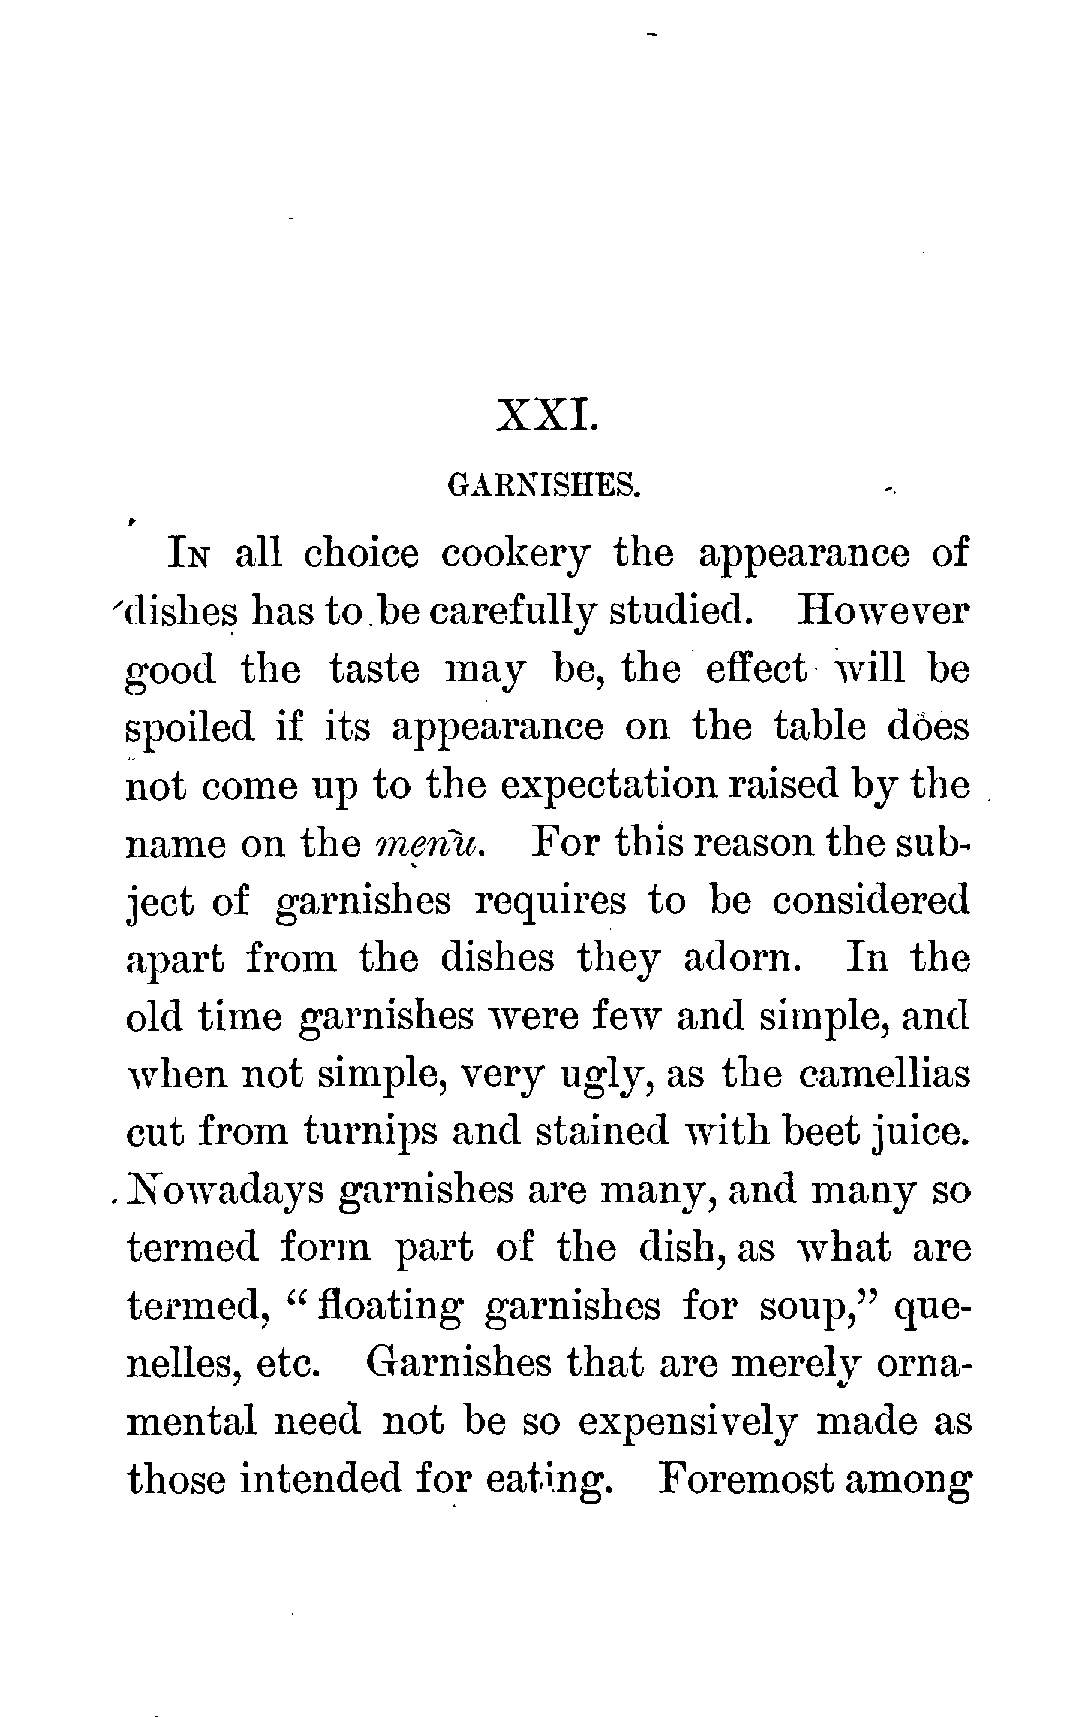 XXI.
GARNISHES.
In all choice cookery the appearance of
dishes has to be carefully studied. However
good the taste may be, the effect will be
spoiled if its appearance on the table does
not come up to the expectation raised by the
name on the menu. For this reason the sub-
ject of garnishes requires to be considered
apart from the dishes they adorn. In the
old time garnishes were few and simple, and
when not simple, very ugly, as the camellias
cut from turnips and stained with beet juice.
Nowadays garnishes are many, and many so
termed form part of the dish, as what are
termed, “floating garnishes for soup,” que-
nelles, etc. Garnishes that are merely orna-
mental need not be so expensively made as
those intended for eating. Foremost among